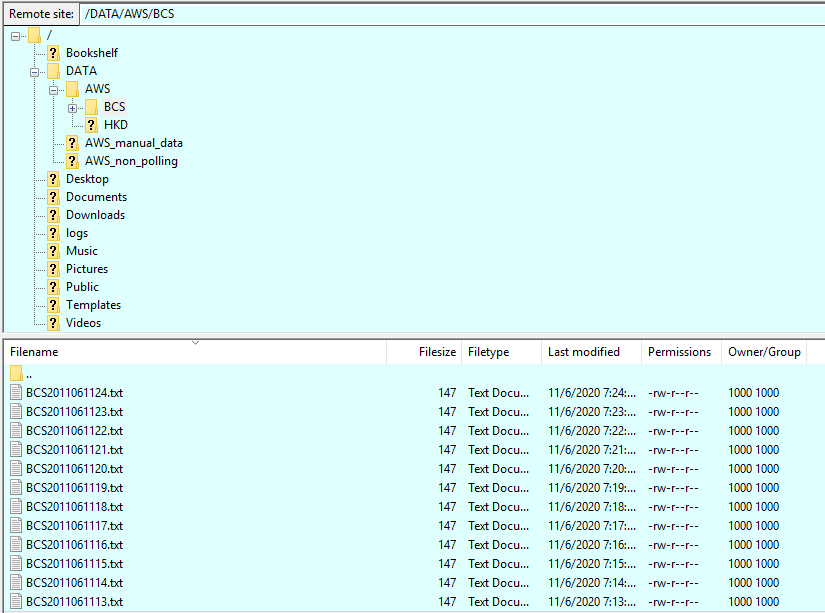 Remote site: /DATA/AWS/BCS
/
Bookshelf
DATA
AWS
BCS
HKD
AWS_manual_data
AWS_non_polling
Desktop
Documents
Downloads
logs
Music
Pictures
Public
Templates
Videos
Filename Filesize Filetype Last modified Permissions Owner/Group
..
BCS2011061124.txt 147 Text Docu... 11/6/2020 7:24:... -rw-r--r-- 1000 1000
BCS2011061123.txt 147 Text Docu... 11/6/2020 7:23:... -rw-r--r-- 1000 1000
BCS2011061122.txt 147 Text Docu... 11/6/2020 7:22:... -rw-r--r-- 1000 1000
BCS2011061121.txt 147 Text Docu... 11/6/2020 7:21:... -rw-r--r-- 1000 1000
BCS2011061120.txt 147 Text Docu... 11/6/2020 7:20:... -rw-r--r-- 1000 1000
BCS2011061119.txt 147 Text Docu... 11/6/2020 7:19:... -rw-r--r-- 1000 1000
BCS2011061118.txt 147 Text Docu... 11/6/2020 7:18:... -rw-r--r-- 1000 1000
BCS2011061117.txt 147 Text Docu... 11/6/2020 7:17:... -rw-r--r-- 1000 1000
BCS2011061116.txt 147 Text Docu... 11/6/2020 7:16:... -rw-r--r-- 1000 1000
BCS2011061115.txt 147 Text Docu... 11/6/2020 7:15:... -rw-r--r-- 1000 1000
BCS2011061114.txt 147 Text Docu... 11/6/2020 7:14:... -rw-r--r-- 1000 1000
BCS2011061113.txt 147 Text Docu... 11/6/2020 7:13:... -rw-r--r-- 1000 1000